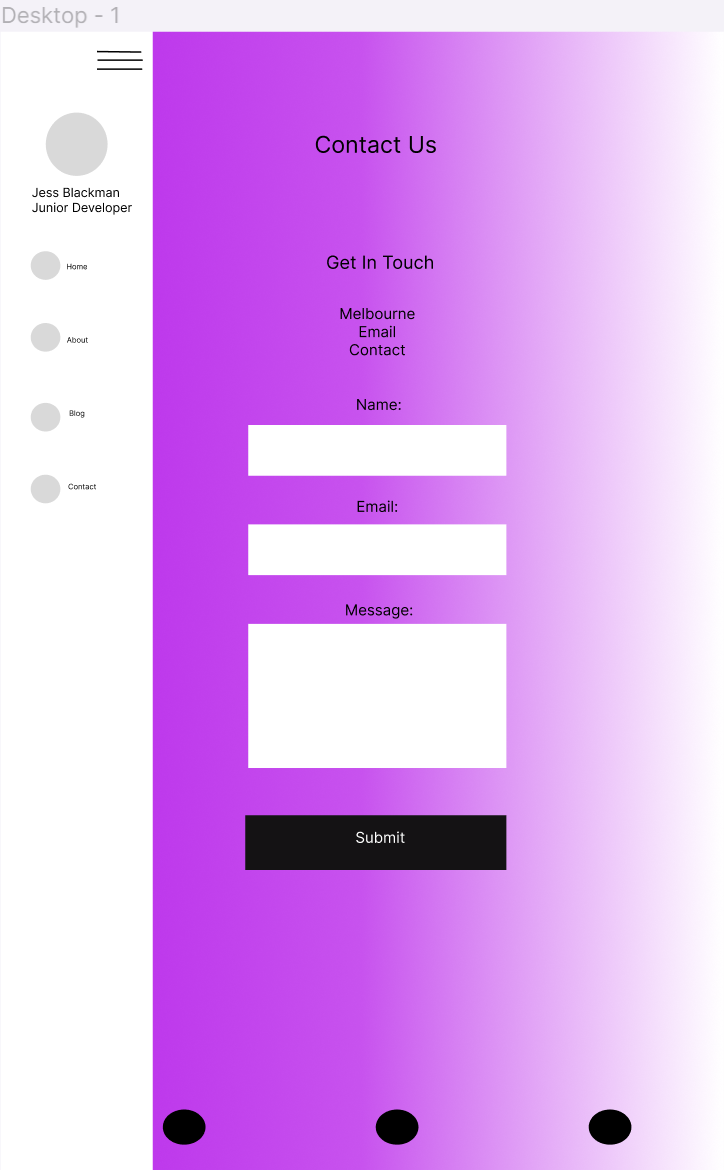 Desktop - 1
Jess Blackman
Junior Developer
Home
About
Blog
Contact
Contact Us
Get In Touch
Melbourne
Email
Contact
Name:
Email:
Message:
Submit